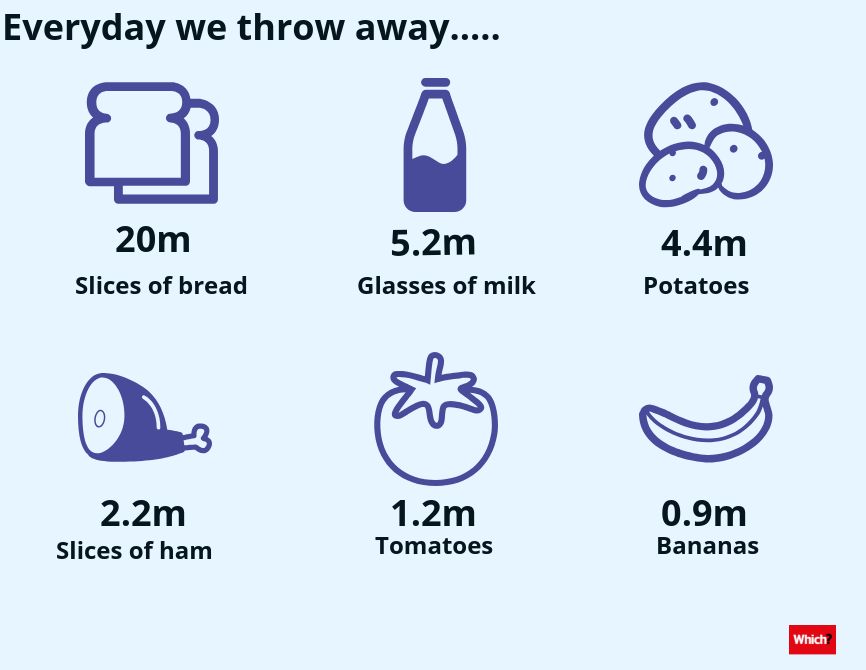 Everyday we throw away.....
20m
Slices of bread
5.2m
Glasses of milk
4.4m
Potatoes
2.2m
Slices of ham
1.2m
Tomatoes
0.9m
Bananas
Which?